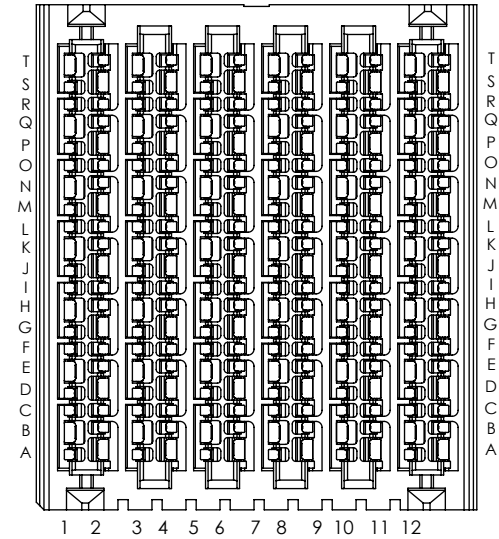 T T
S S
R R
Q Q
P P
O O
N N
M M
L L
K K
J J
I I
H H
G G
F F
E E
D D
C C
B B
A A
1 2 3 4 5 6 7 8 9 10 11 12